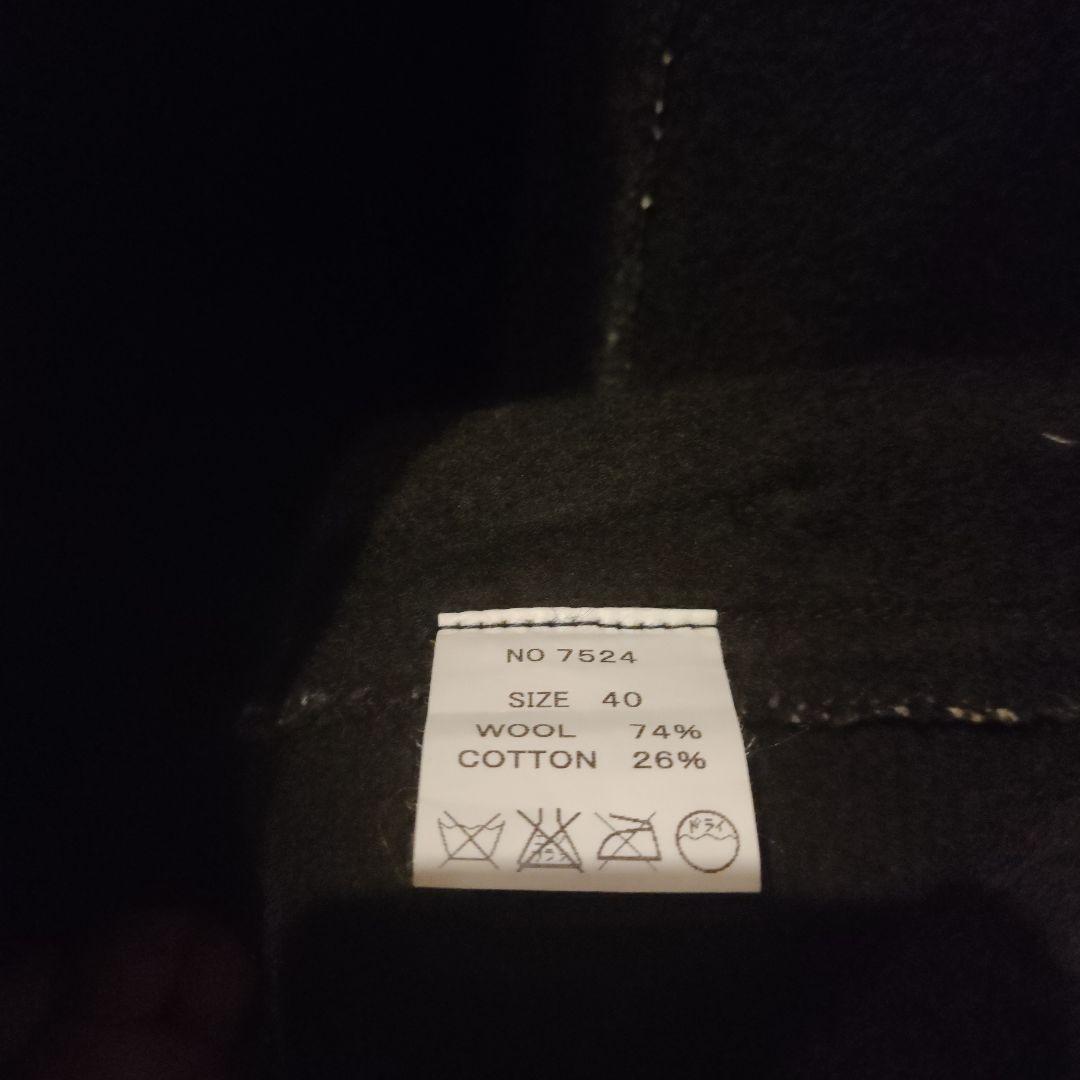 NO 7524
SIZE 40
WOOL 74%
COTTON 26%
ドライ